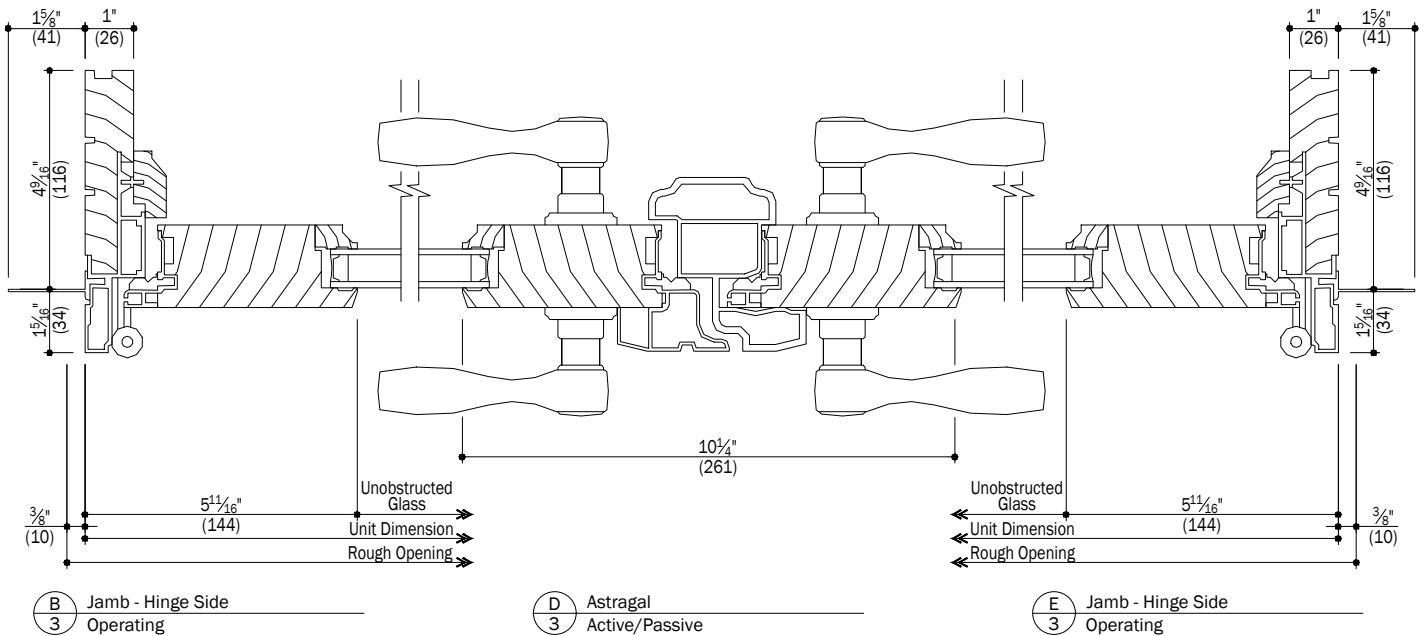 1⅝" 1" 1" 1⅝"
(41) (26) (26) (41)
4⁹⁄₁₆" 4⁹⁄₁₆"
(116) (116)
1⁵⁄₁₆" 1⁵⁄₁₆"
(34) (34)
10¼"
(261)
Unobstructed Unobstructed
Glass Glass
5¹¹⁄₁₆" 5¹¹⁄₁₆"
(144) (144)
⅜" ⅜"
(10) (10)
Unit Dimension Unit Dimension
Rough Opening Rough Opening
B Jamb - Hinge Side
3 Operating
D Astragal
3 Active/Passive
E Jamb - Hinge Side
3 Operating